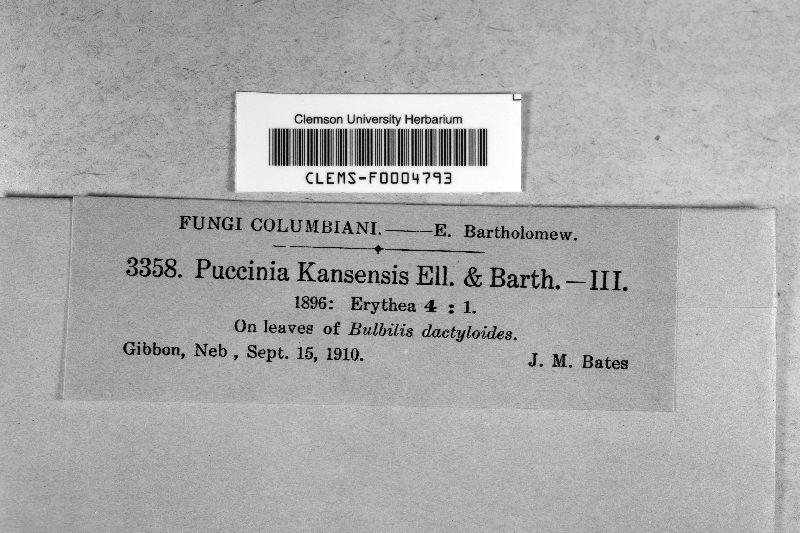 Clemson University Herbarium
CLEMS-F0004793
FUNGI COLUMBIANI.——E. Bartholomew.
3358. Puccinia Kansensis Ell. & Barth.—III.
1896: Erythea 4 : 1.
On leaves of Bulbilis dactyloides.
Gibbon, Neb , Sept. 15, 1910. J. M. Bates